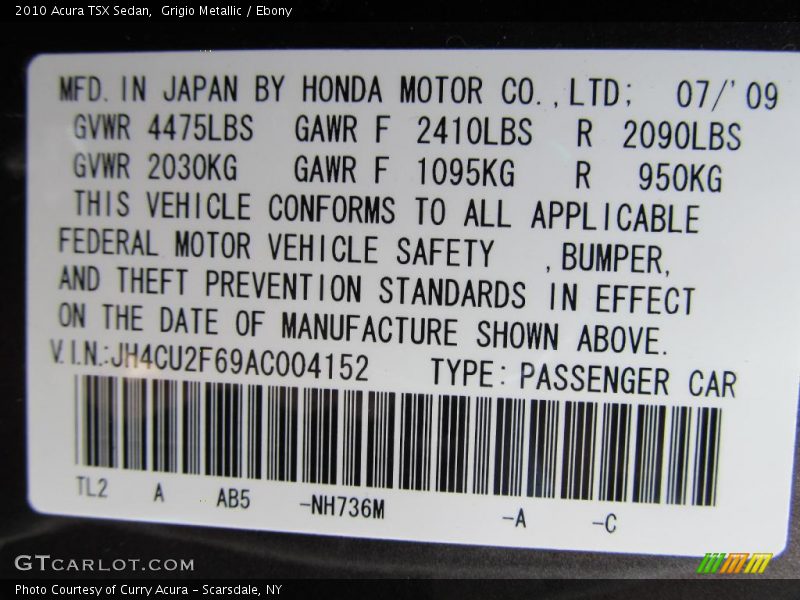 2010 Acura TSX Sedan,  Grigio Metallic / Ebony
MFD. IN JAPAN BY HONDA MOTOR CO.,LTD; 07/'09
GVWR 4475LBS GAWR F 2410LBS R 2090LBS
GVWR 2030KG GAWR F 1095KG R 950KG
THIS VEHICLE CONFORMS TO ALL APPLICABLE
FEDERAL MOTOR VEHICLE SAFETY ,BUMPER,
AND THEFT PREVENTION STANDARDS IN EFFECT
ON THE DATE OF MANUFACTURE SHOWN ABOVE.
V.I.N.:JH4CU2F69AC004152 TYPE: PASSENGER CAR
TL2 A AB5 -NH736M -A -C
GTCARLOT.COM
Photo Courtesy of Curry Acura - Scarsdale, NY